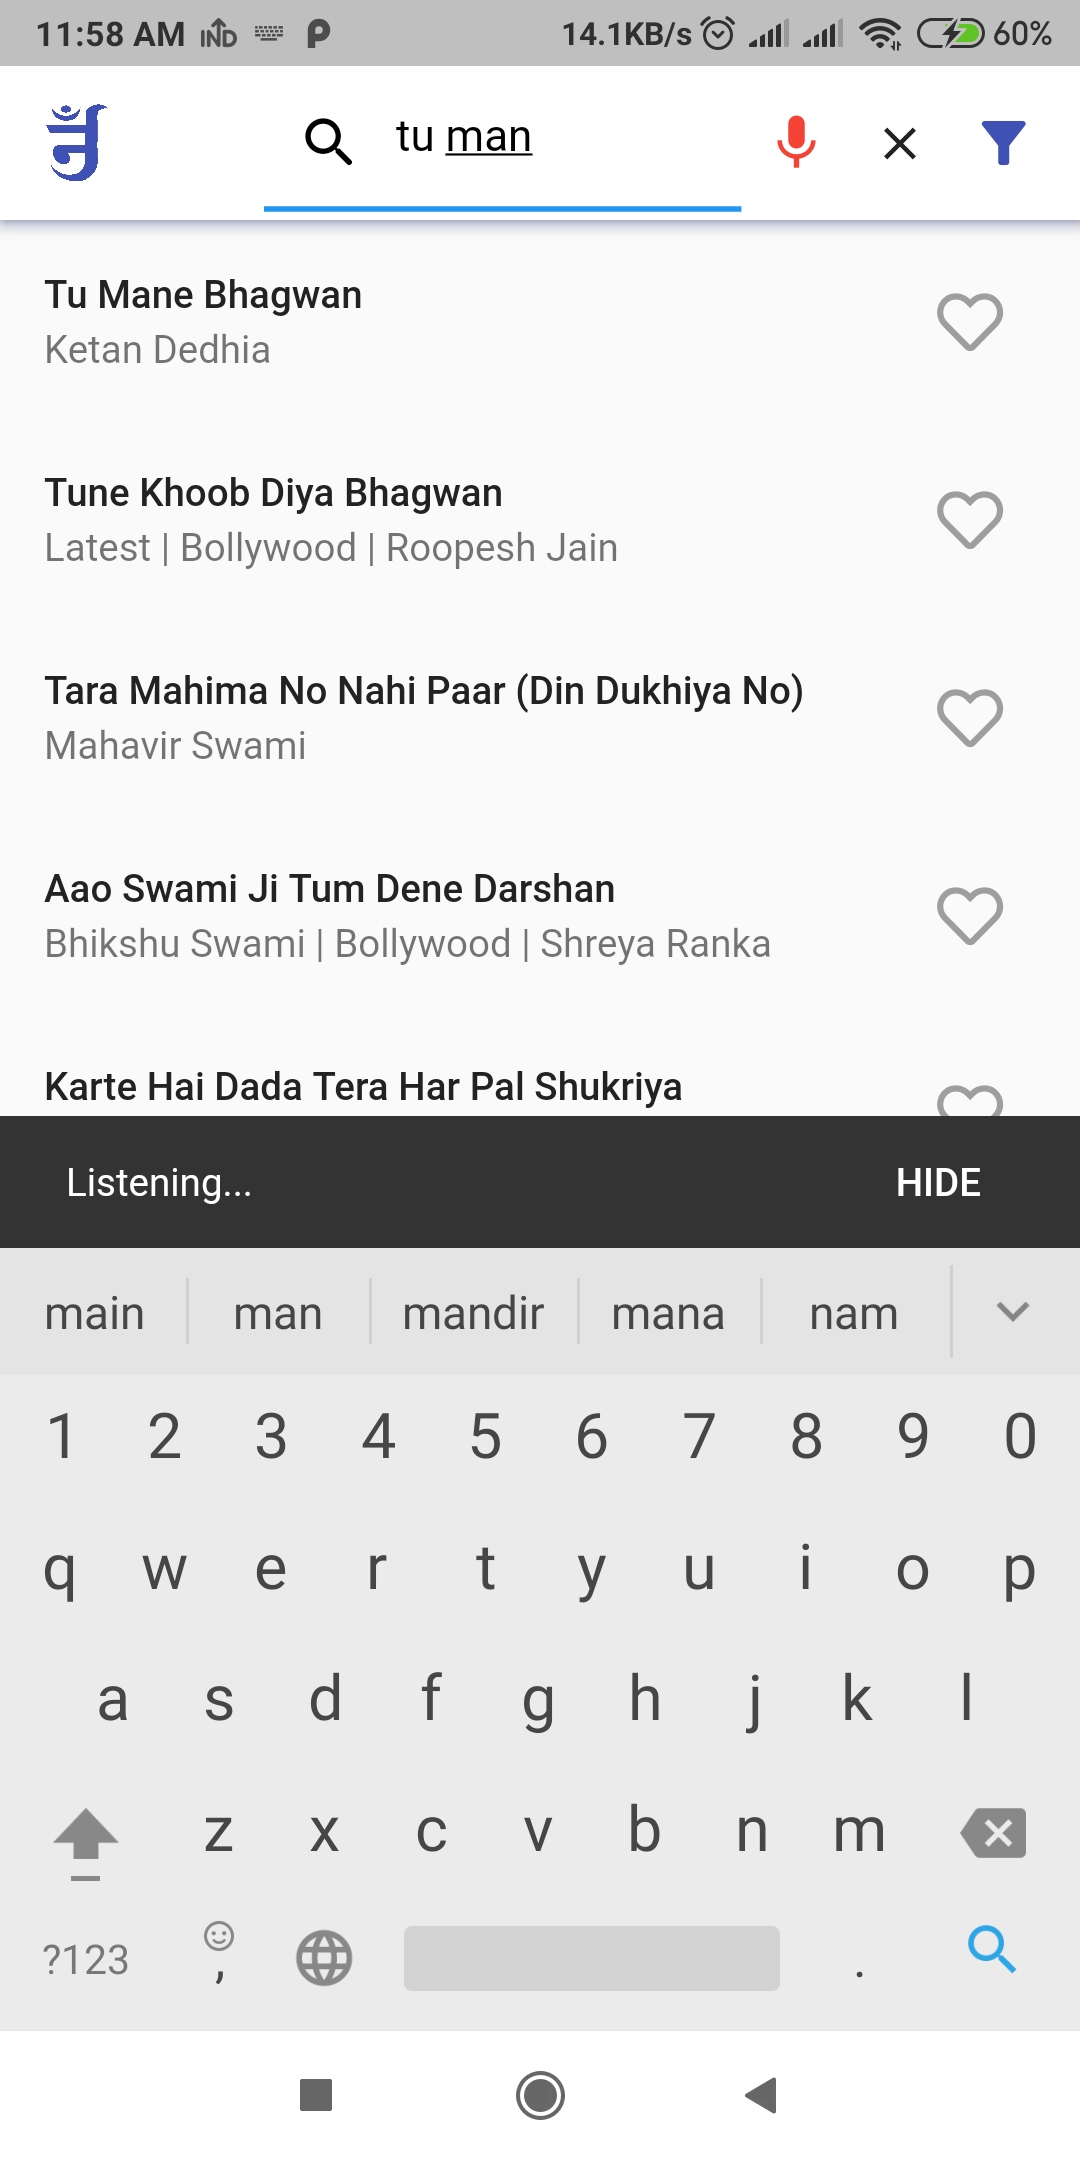 11:58 AM IND 14.1KB/s 60%
tu man
Tu Mane Bhagwan
Ketan Dedhia
Tune Khoob Diya Bhagwan
Latest | Bollywood | Roopesh Jain
Tara Mahima No Nahi Paar (Din Dukhiya No)
Mahavir Swami
Aao Swami Ji Tum Dene Darshan
Bhikshu Swami | Bollywood | Shreya Ranka
Karte Hai Dada Tera Har Pal Shukriya
Listening... HIDE
main man mandir mana nam
1 2 3 4 5 6 7 8 9 0
q w e r t y u i o p
a s d f g h j k l
z x c v b n m
?123 , .